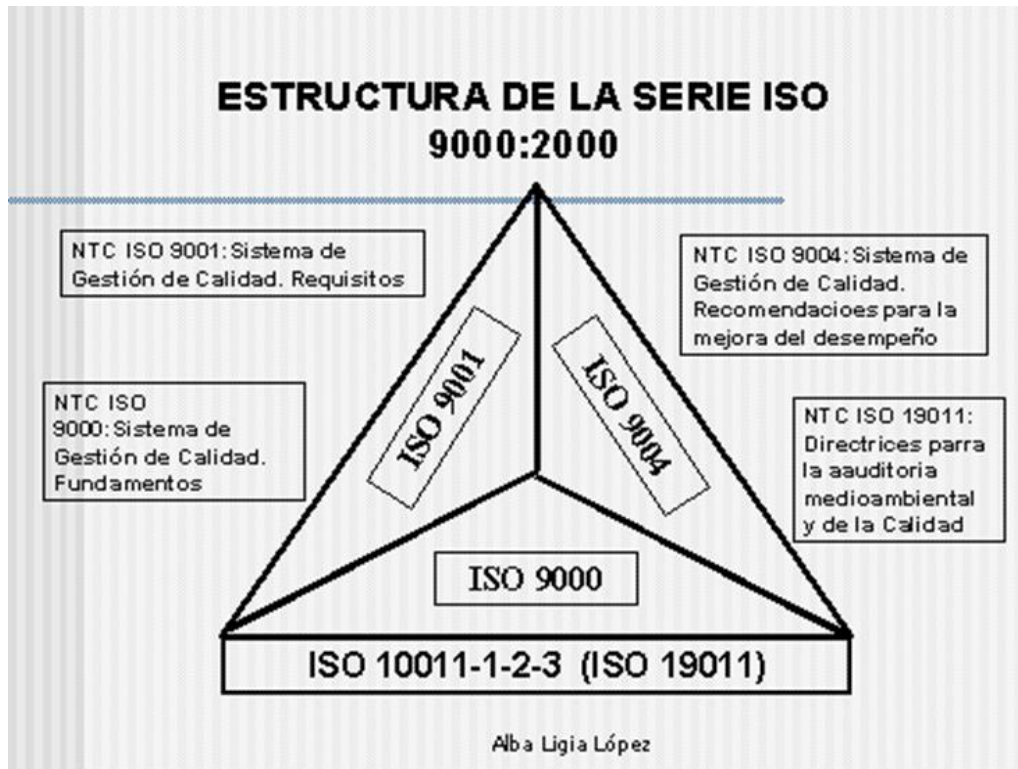 ESTRUCTURA DE LA SERIE ISO
9000:2000
NTC ISO 9001: Sistema de
Gestión de Calidad. Requisitos
NTC ISO 9004: Sistema de
Gestión de Calidad.
Recomendacioes para la
mejora del desempeño
NTC ISO
9000: Sistema de
Gestión de Calidad.
Fundamentos
NTC ISO 19011:
Directrices parra
la aauditoria
medioambiental
y de la Calidad
ISO 9001
ISO 9004
ISO 9000
ISO 10011-1-2-3 (ISO 19011)
Alba Ligia López